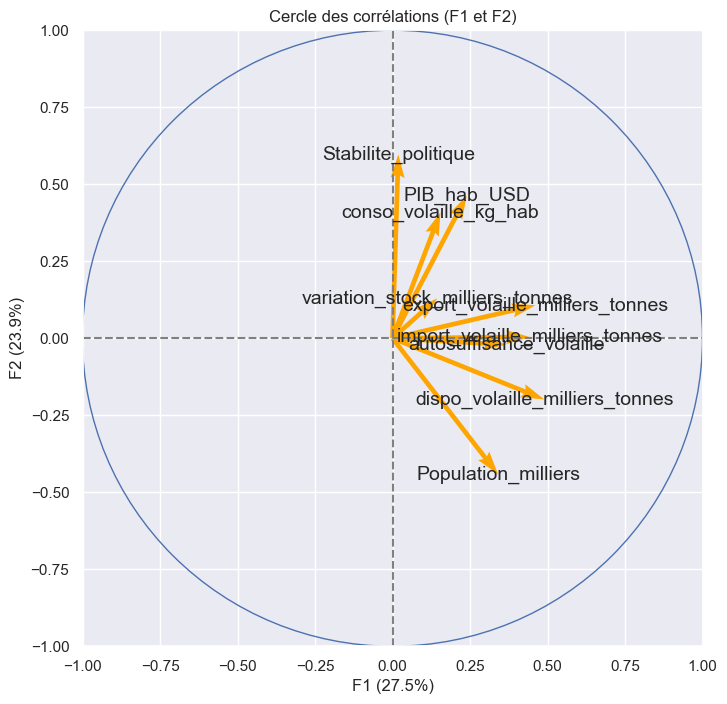 Cercle des corrélations (F1 et F2)
1.00
0.75
0.50
0.25
0.00
−0.25
−0.50
−0.75
−1.00
F2 (23.9%)
Stabilite_politique
PIB_hab_USD
conso_volaille_kg_hab
variation_stock_milliers_tonnes
export_volaille_milliers_tonnes
import_volaille_milliers_tonnes
autosuffisance_volaille
dispo_volaille_milliers_tonnes
Population_milliers
−1.00 −0.75 −0.50 −0.25 0.00 0.25 0.50 0.75 1.00
F1 (27.5%)